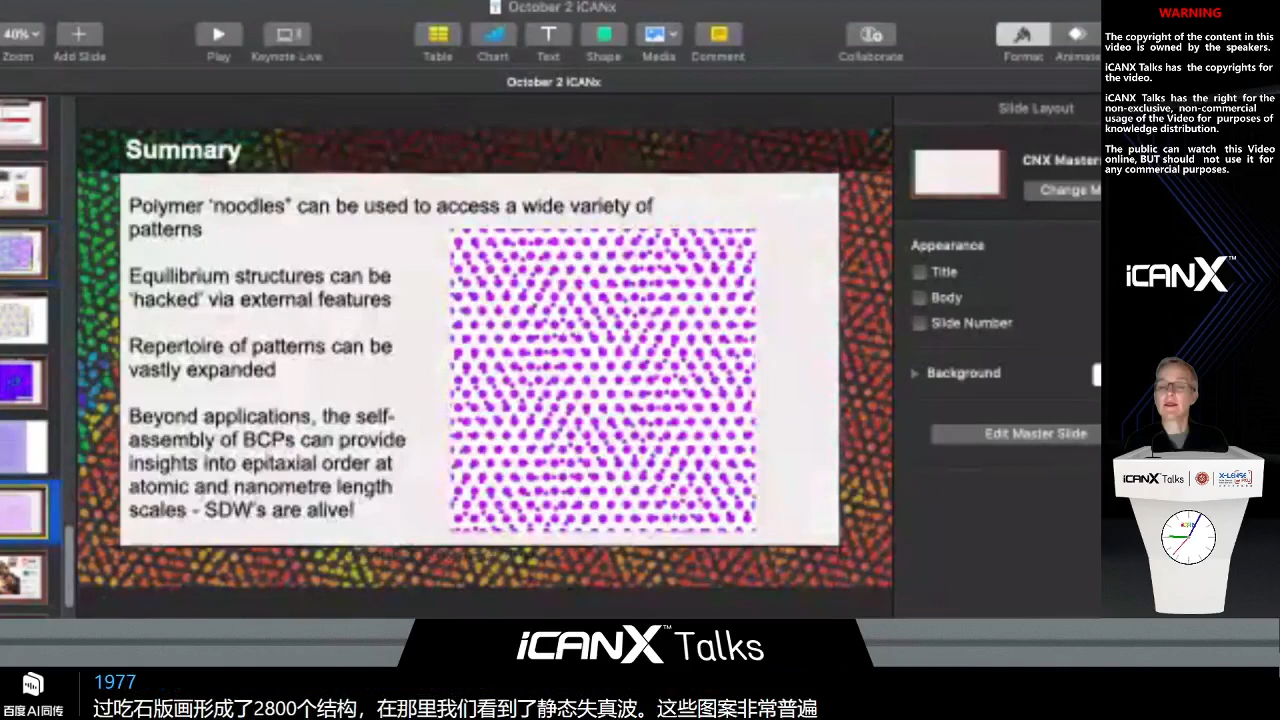 October 2 iCANx
40%
Zoom
Add Slide
Play
Keynote Live
Table
Chart
Text
Shape
Media
Comment
Collaborate
Format
Animate
October 2 iCANx
Summary
Polymer 'noodles" can be used to access a wide variety of
patterns
Equilibrium structures can be
'hacked' via external features
Repertoire of patterns can be
vastly expanded
Beyond applications, the self-
assembly of BCPs can provide
insights into epitaxial order at
atomic and nanometre length
scales - SDW's are alive!
Slide Layout
CNX Master
Change M
Appearance
Title
Body
Slide Number
Background
Edit Master Slide
WARNING
The copyright of the content in this
video is owned by the speakers.
iCANX Talks has the copyrights for
the video.
iCANX Talks has the right for the
non-exclusive, non-commercial
usage of the Video for purposes of
knowledge distribution.
The public can watch this Video
online, BUT should not use it for
any commercial purposes.
iCANX™
iCANX Talks
X-LENSE
iCANX™ Talks
百度AI同传
1977
过吃石版画形成了2800个结构，在那里我们看到了静态失真波。这些图案非常普遍